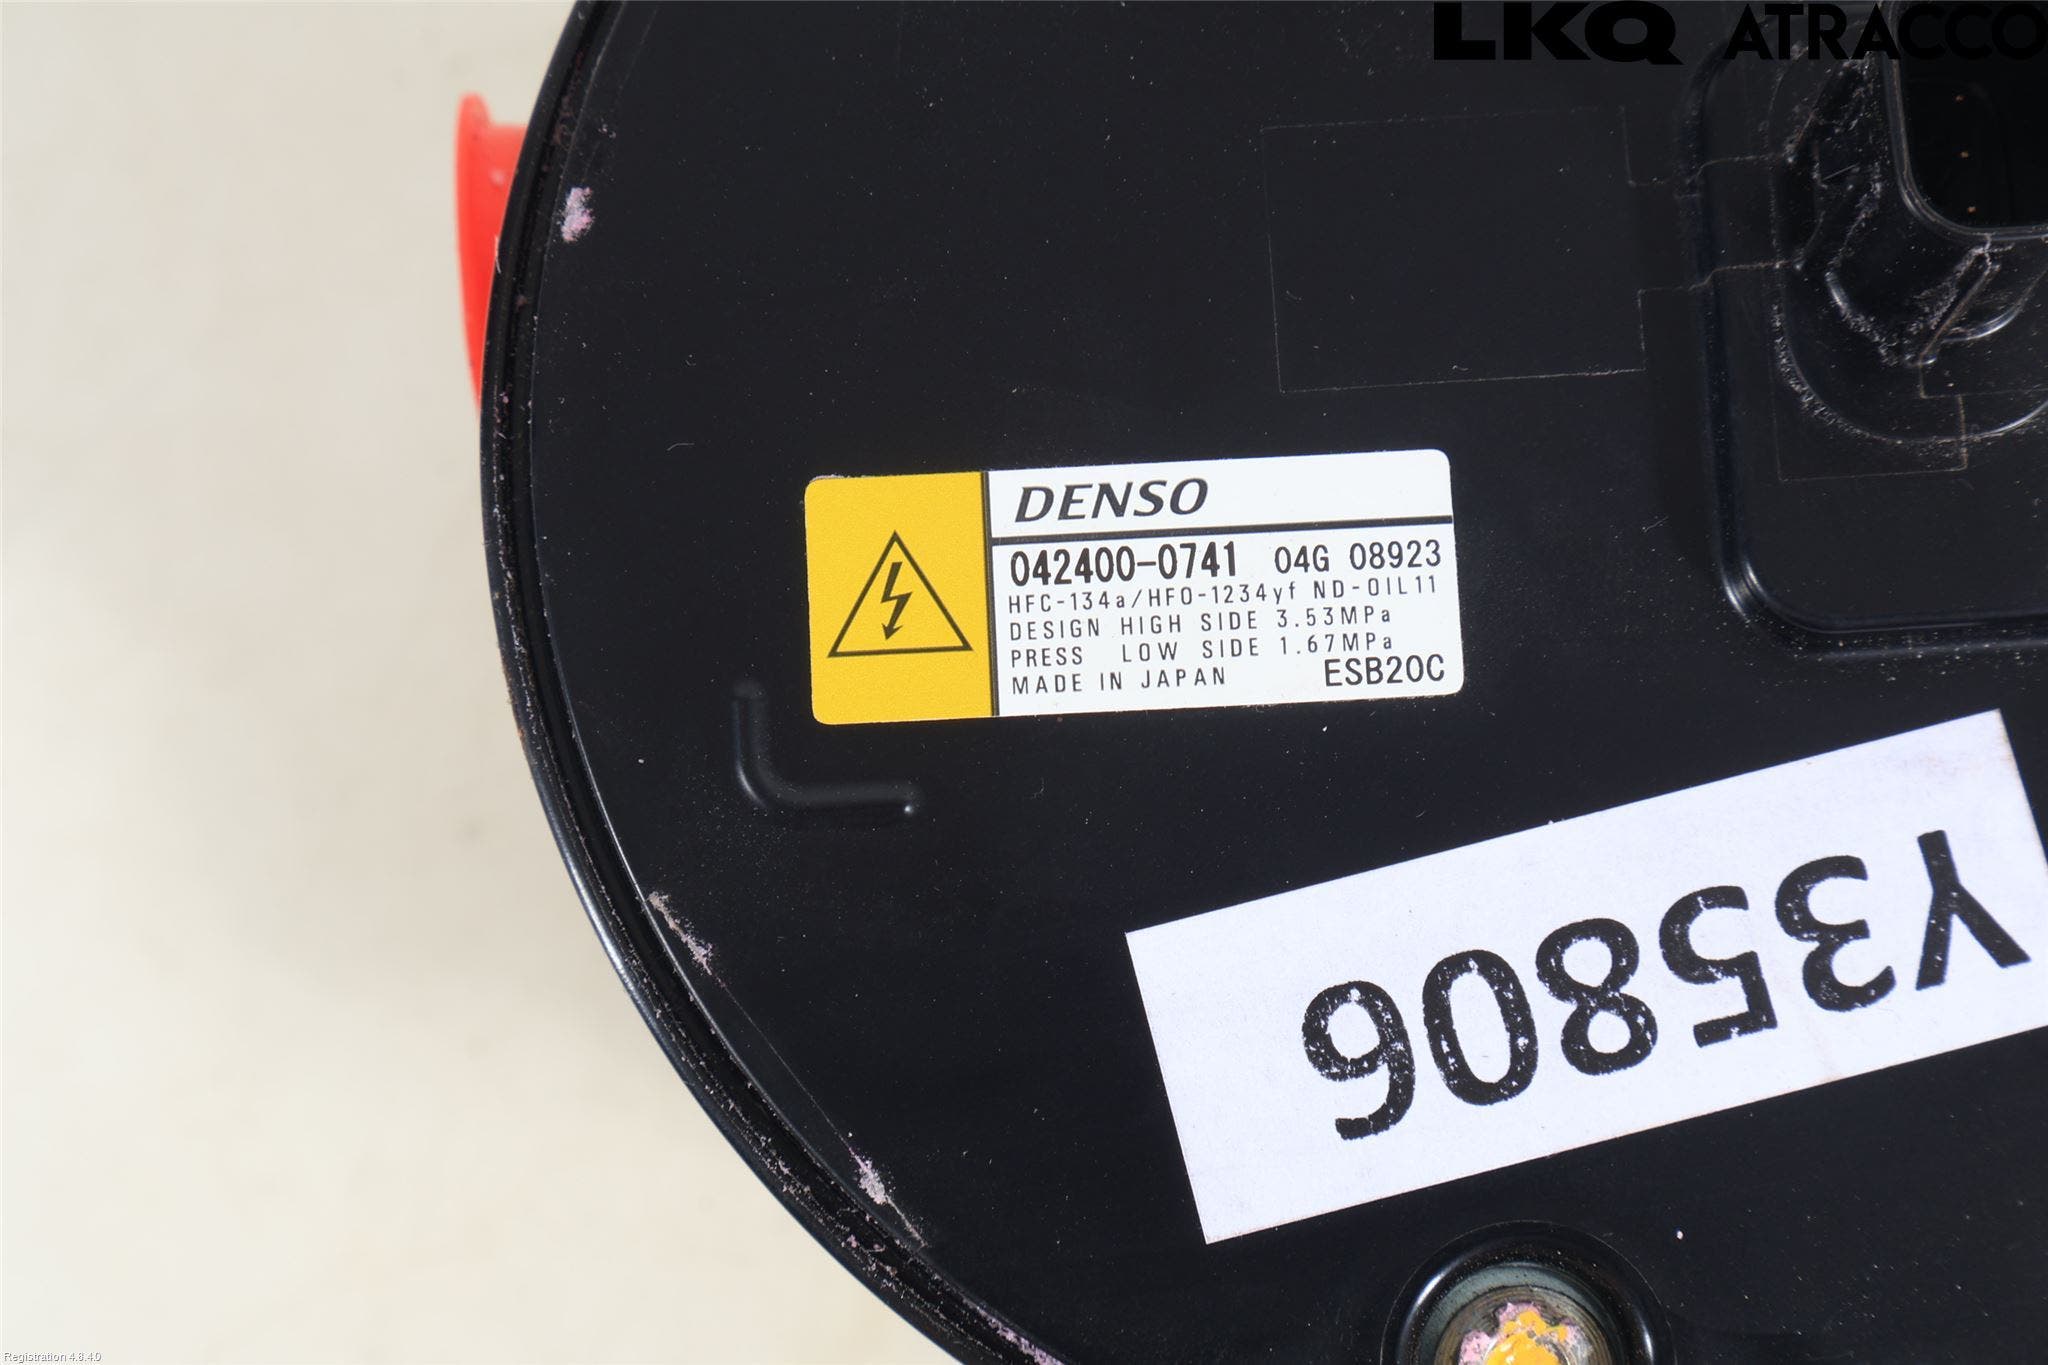 LKQ ATRACCO
DENSO
042400-0741 04G 08923
HFC-134a/HFO-1234yf ND-OIL11
DESIGN HIGH SIDE 3.53MPa
PRESS LOW SIDE 1.67MPa
MADE IN JAPAN ESB20C
Y35806
Registration 4.8.4.0